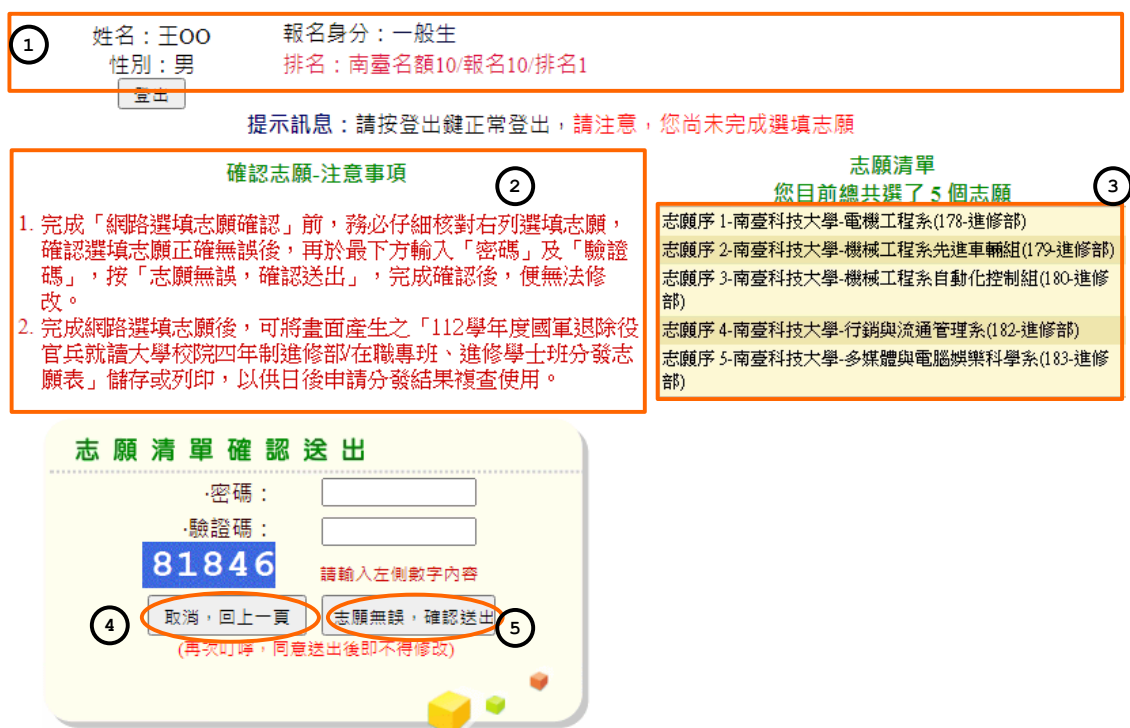 1
姓名：王OO
報名身分：一般生
性別：男
排名：南臺名額10/報名10/排名1
登出
提示訊息：請按登出鍵正常登出，請注意，您尚未完成選填志願
確認志願-注意事項
2
1. 完成「網路選填志願確認」前，務必仔細核對右列選填志願，
確認選填志願正確無誤後，再於最下方輸入「密碼」及「驗證
碼」，按「志願無誤，確認送出」，完成確認後，便無法修
改。
2. 完成網路選填志願後，可將畫面產生之「112學年度國軍退除役
官兵就讀大學校院四年制進修部/在職專班、進修學士班分發志
願表」儲存或列印，以供日後申請分發結果複查使用。
志願清單
您目前總共選了 5 個志願
3
志願序 1-南臺科技大學-電機工程系(178-進修部)
志願序 2-南臺科技大學-機械工程系先進車輛組(179-進修部)
志願序 3-南臺科技大學-機械工程系自動化控制組(180-進修
部)
志願序 4-南臺科技大學-行銷與流通管理系(182-進修部)
志願序 5-南臺科技大學-多媒體與電腦娛樂科學系(183-進修
部)
志願清單確認送出
·密碼：
·驗證碼：
81846
請輸入左側數字內容
4
取消，回上一頁
志願無誤，確認送出
5
(再次叮嚀，同意送出後即不得修改)